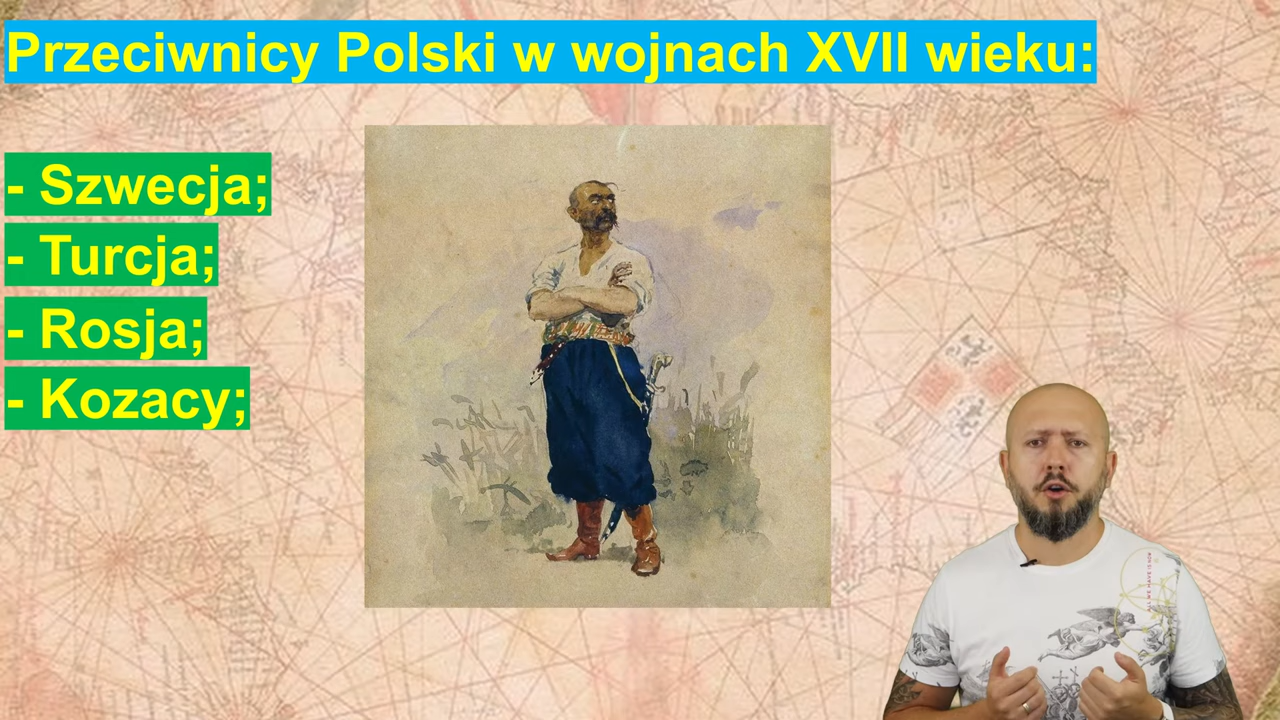 Przeciwnicy Polski w wojnach XVII wieku:
- Szwecja;
- Turcja;
- Rosja;
- Kozacy;